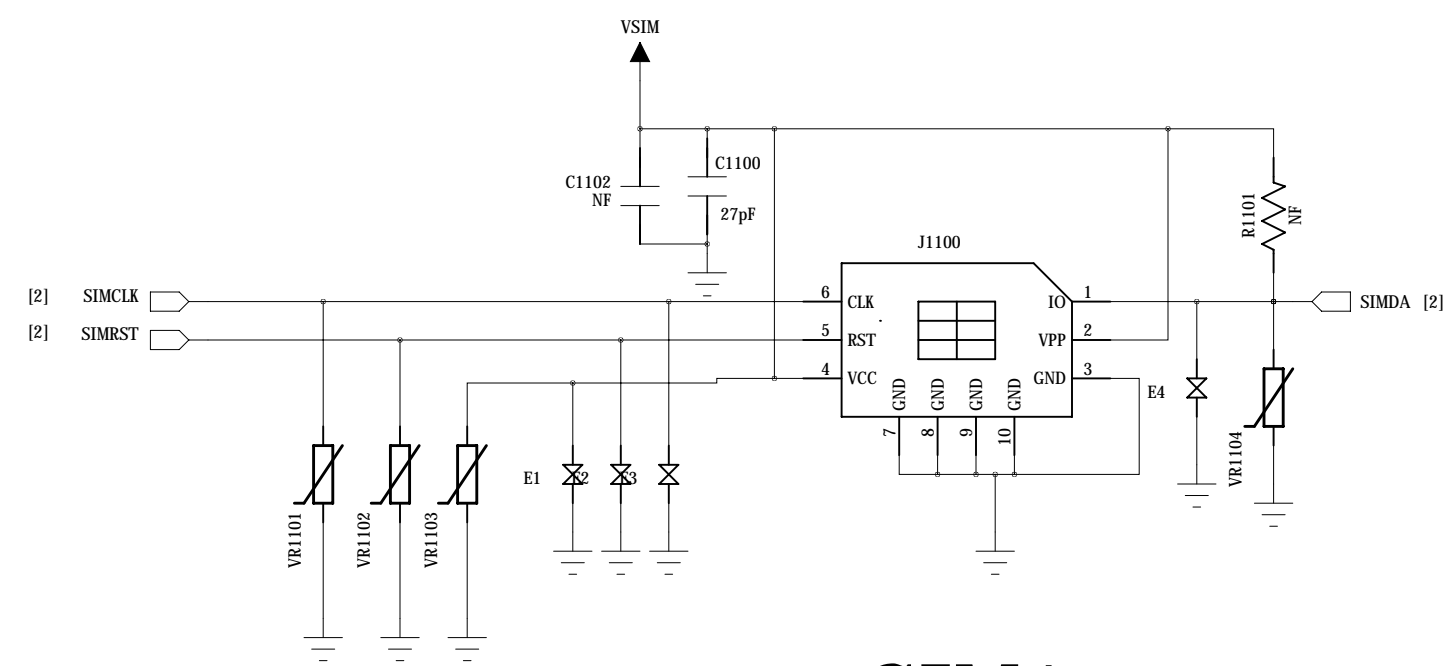 VSIM
C1100
C1102
NF
27pF
R1101
NF
J1100
[2] SIMCLK
6 CLK
IO 1
SIMDA [2]
[2] SIMRST
5 RST
VPP 2
4 VCC
GND 3
GND GND GND GND
7 8 9 10
E4
VR1104
E1
E2
E3
VR1101
VR1102
VR1103